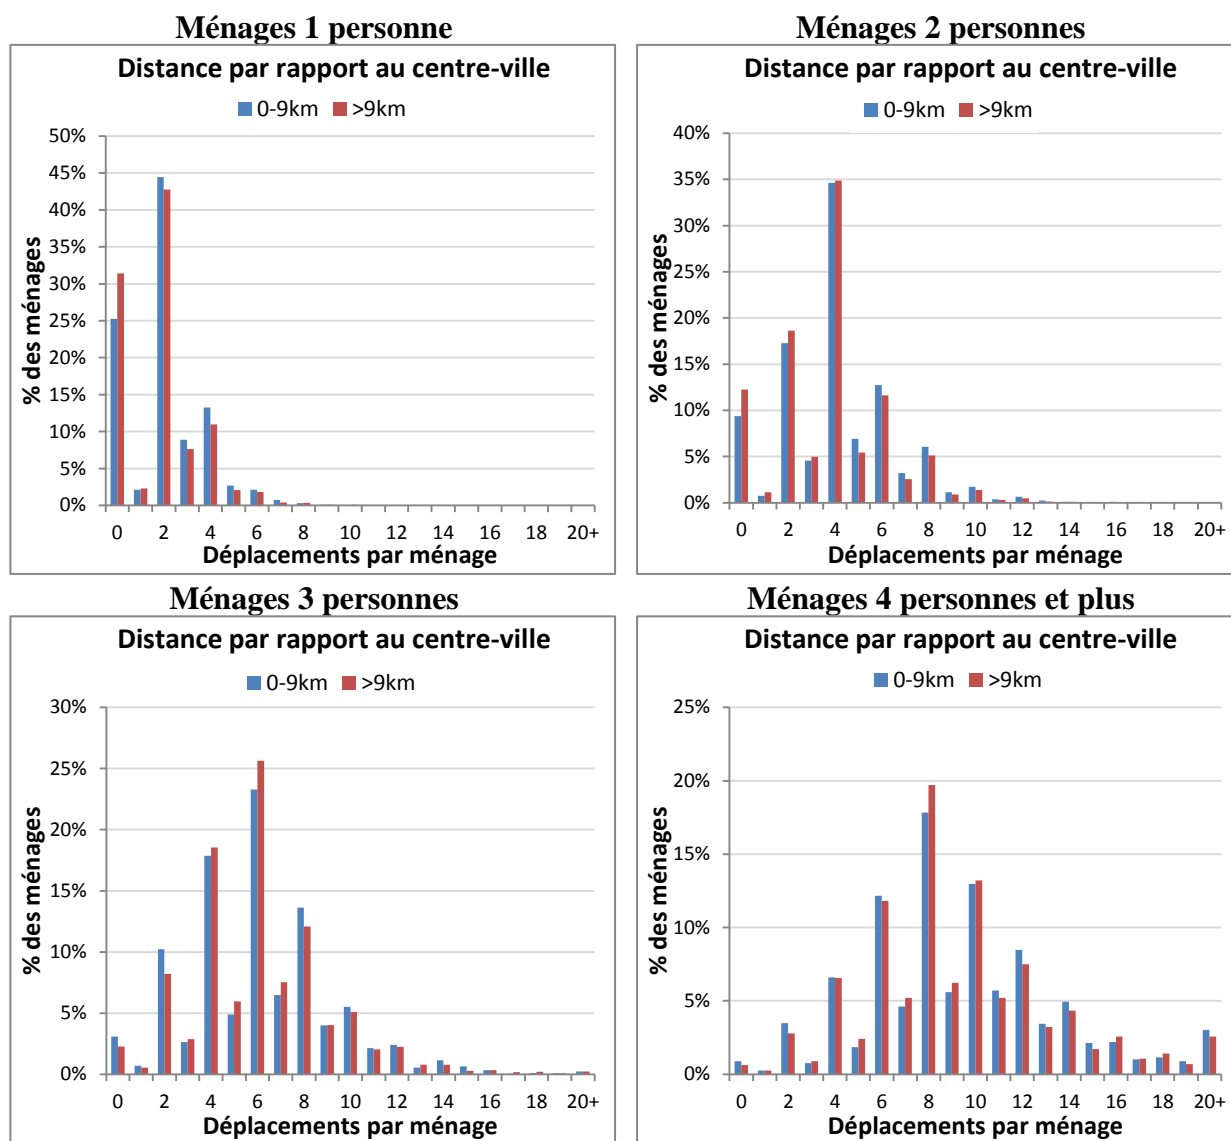 Ménages 1 personne
Distance par rapport au centre-ville
0-9km >9km
50%
45%
40%
35%
30%
25%
20%
15%
10%
5%
0%
% des ménages
0 2 4 6 8 10 12 14 16 18 20+
Déplacements par ménage
Ménages 2 personnes
Distance par rapport au centre-ville
0-9km >9km
40%
35%
30%
25%
20%
15%
10%
5%
0%
% des ménages
0 2 4 6 8 10 12 14 16 18 20+
Déplacements par ménage
Ménages 3 personnes
Distance par rapport au centre-ville
0-9km >9km
30%
25%
20%
15%
10%
5%
0%
% des ménages
0 2 4 6 8 10 12 14 16 18 20+
Déplacements par ménage
Ménages 4 personnes et plus
Distance par rapport au centre-ville
0-9km >9km
25%
20%
15%
10%
5%
0%
% des ménages
0 2 4 6 8 10 12 14 16 18 20+
Déplacements par ménage